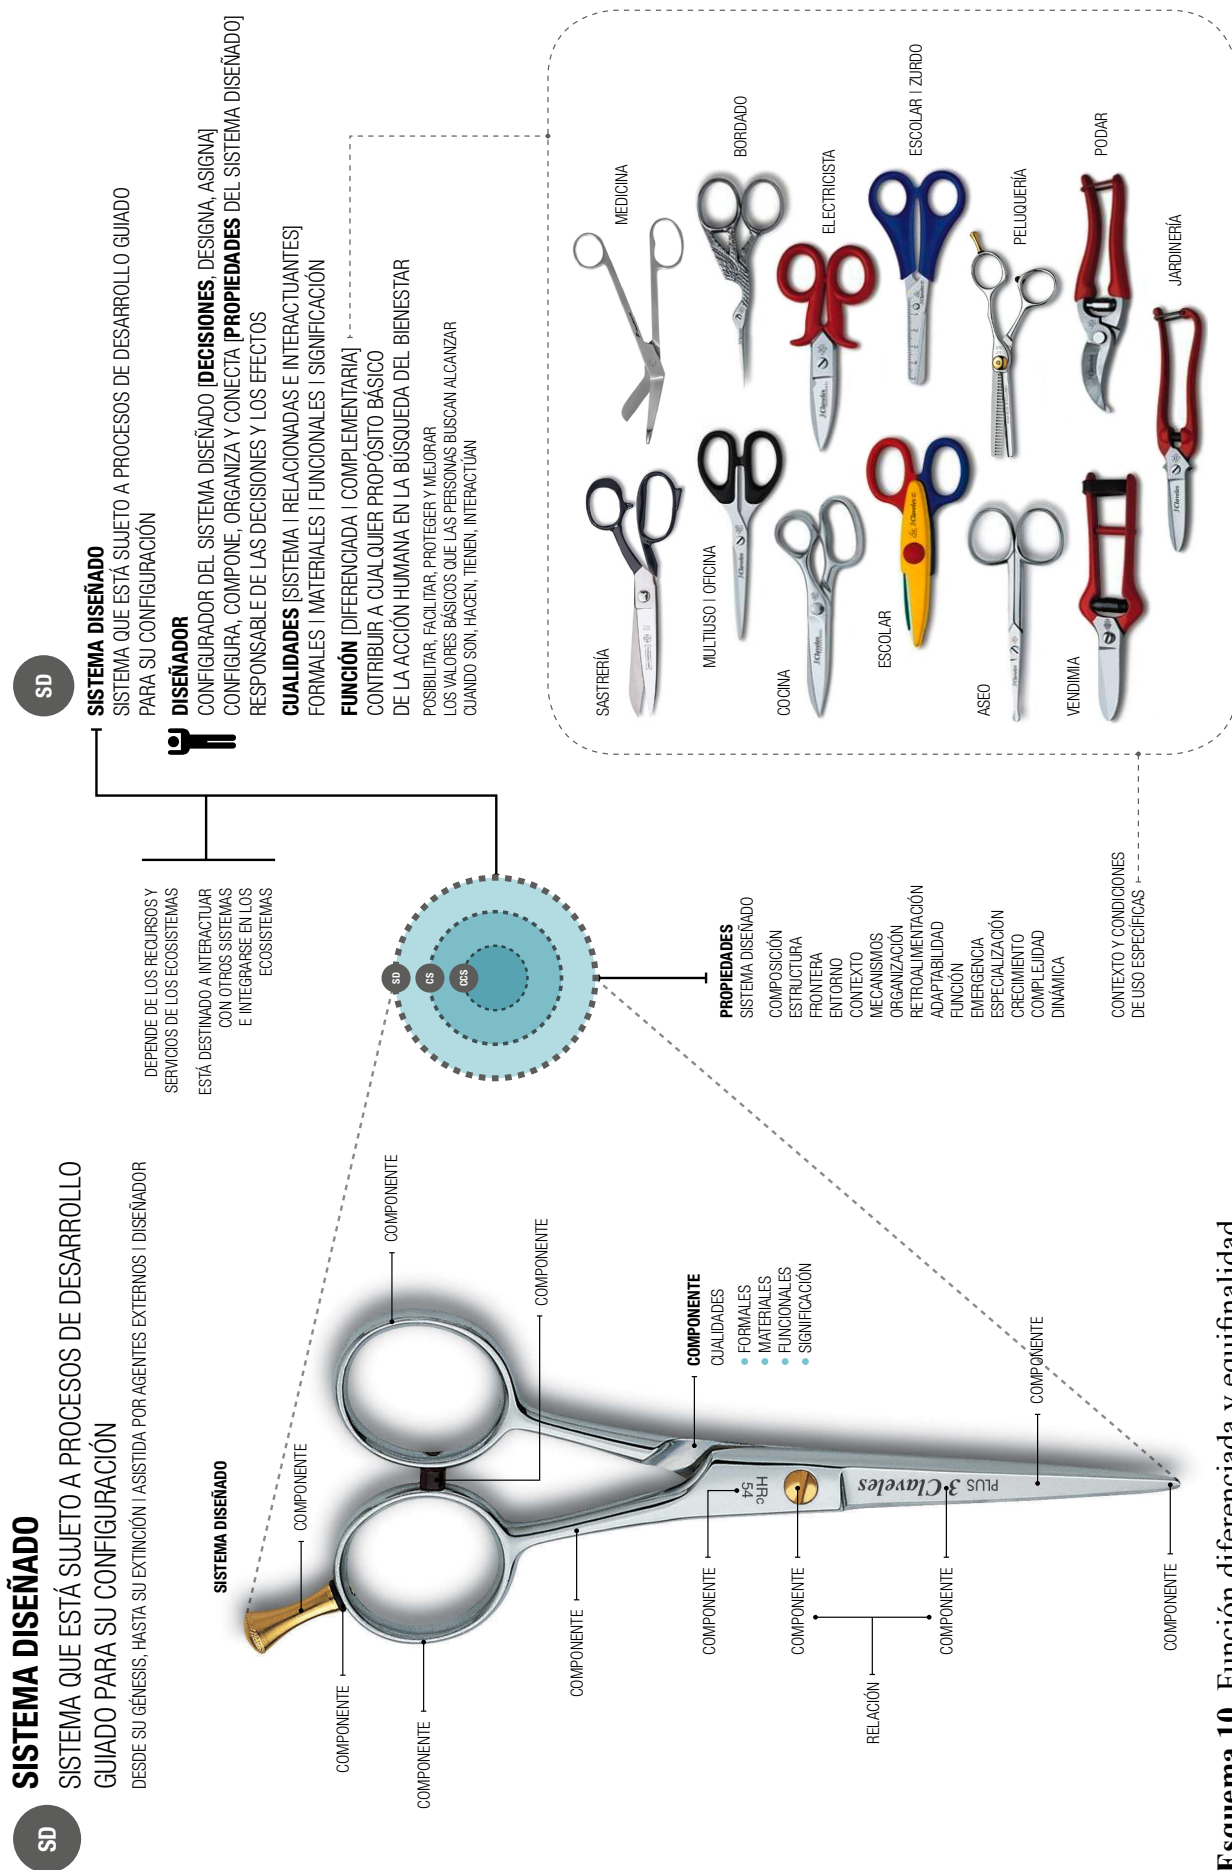 SD
SISTEMA DISEÑADO
SISTEMA QUE ESTÁ SUJETO A PROCESOS DE DESARROLLO
GUIADO PARA SU CONFIGURACIÓN
DESDE SU GÉNESIS, HASTA SU EXTINCIÓN | ASISTIDA POR AGENTES EXTERNOS | DISEÑADOR
SISTEMA DISEÑADO
COMPONENTE
COMPONENTE
COMPONENTE
COMPONENTE
COMPONENTE
COMPONENTE
COMPONENTE
CUALIDADES
FORMALES
MATERIALES
FUNCIONALES
SIGNIFICACIÓN
COMPONENTE
COMPONENTE
RELACIÓN
COMPONENTE
COMPONENTE
COMPONENTE
HRc
54
3 Claveles
PLUS
DEPENDE DE LOS RECURSOS Y
SERVICIOS DE LOS ECOSISTEMAS
ESTÁ DESTINADO A INTERACTUAR
CON OTROS SISTEMAS
E INTEGRARSE EN LOS
ECOSISTEMAS
SD
CS
CCS
PROPIEDADES
SISTEMA DISEÑADO
COMPOSICIÓN
ESTRUCTURA
FRONTERA
ENTORNO
CONTEXTO
MECANISMOS
ORGANIZACIÓN
RETROALIMENTACIÓN
ADAPTABILIDAD
FUNCIÓN
EMERGENCIA
ESPECIALIZACIÓN
CRECIMIENTO
COMPLEJIDAD
DINÁMICA
CONTEXTO Y CONDICIONES
DE USO ESPECÍFICAS
SD
SISTEMA DISEÑADO
SISTEMA QUE ESTÁ SUJETO A PROCESOS DE DESARROLLO GUIADO
PARA SU CONFIGURACIÓN
DISEÑADOR
CONFIGURADOR DEL SISTEMA DISEÑADO [DECISIONES, DESIGNA, ASIGNA]
CONFIGURA, COMPONE, ORGANIZA Y CONECTA [PROPIEDADES DEL SISTEMA DISEÑADO]
RESPONSABLE DE LAS DECISIONES Y LOS EFECTOS
CUALIDADES [SISTEMA | RELACIONADAS E INTERACTUANTES]
FORMALES | MATERIALES | FUNCIONALES | SIGNIFICACIÓN
FUNCIÓN [DIFERENCIADA | COMPLEMENTARIA]
CONTRIBUIR A CUALQUIER PROPÓSITO BÁSICO
DE LA ACCIÓN HUMANA EN LA BÚSQUEDA DEL BIENESTAR
POSIBILITAR, FACILITAR, PROTEGER Y MEJORAR
LOS VALORES BÁSICOS QUE LAS PERSONAS BUSCAN ALCANZAR
CUANDO SON, HACEN, TIENEN, INTERACTÚAN
SASTRERÍA
MEDICINA
MULTIUSO | OFICINA
BORDADO
COCINA
ELECTRICISTA
ESCOLAR
ESCOLAR | ZURDO
ASEO
PELUQUERÍA
VENDIMIA
PODAR
JARDINERÍA
Esquema 10. Función diferenciada y equifinalidad